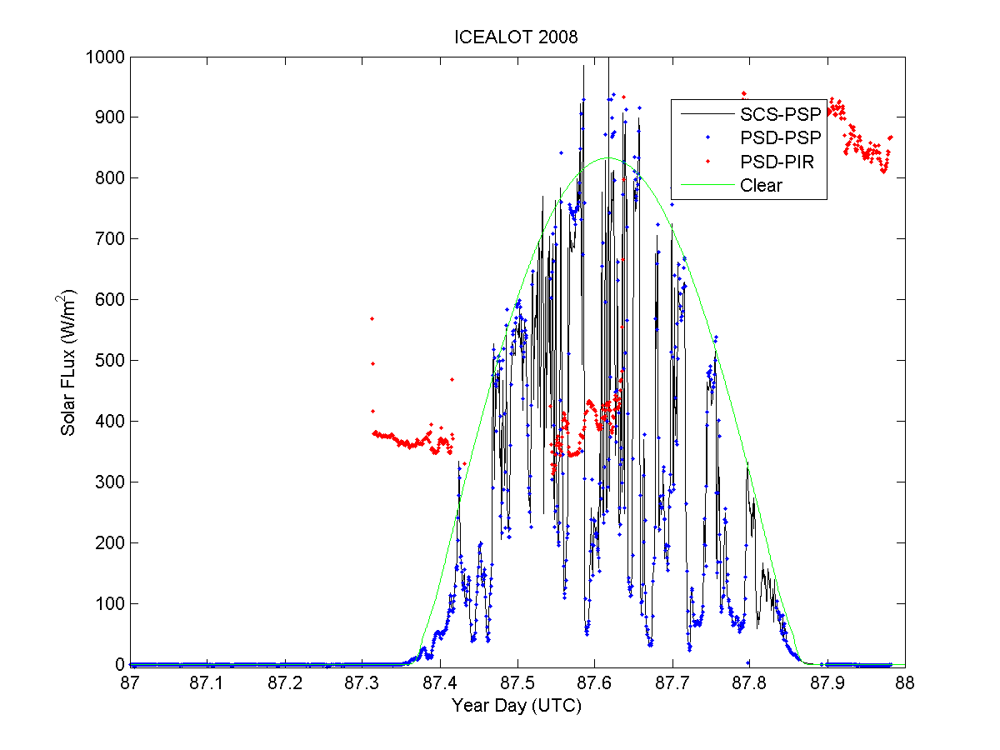 ICEALOT 2008
1000
900
800
700
600
500
400
300
200
100
0
Solar FLux (W/m²)
SCS-PSP
PSD-PSP
PSD-PIR
Clear
87 87.1 87.2 87.3 87.4 87.5 87.6 87.7 87.8 87.9 88
Year Day (UTC)